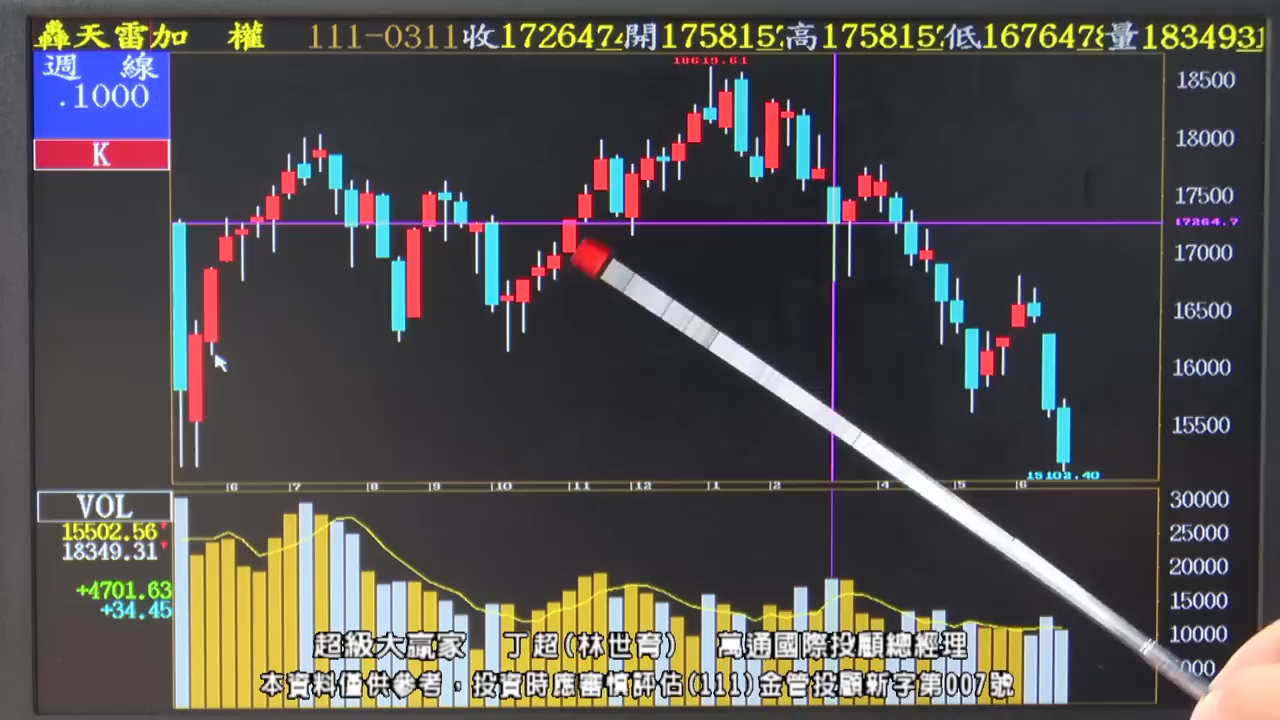 轟天雷加 權 111-0311收17264.74開17581.52高17581.52低16764.78量18349.31
週 線
.1000
K
18619.61
18500
18000
17500
17264.7
17000
16500
16000
15500
15102.40
6 7 8 9 10 11 12 1 2 4 5 6
VOL
15502.56
18349.31
+4701.63
+34.45
30000
25000
20000
15000
10000
超級大贏家 丁超(林世育) 萬通國際投顧總經理
本資料僅供參考，投資時應審慎評估(111)金管投顧新字第007號